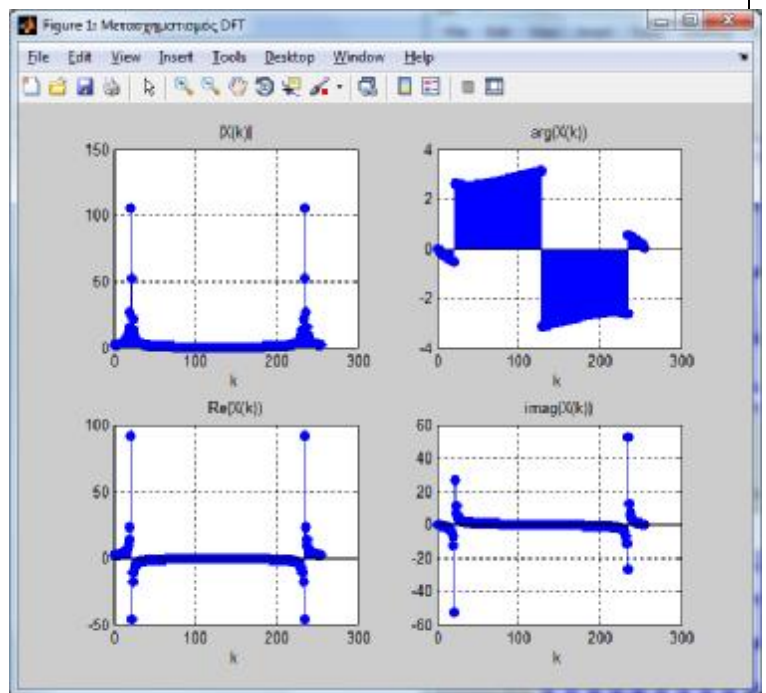 Figure 1: Μετασχηματισμός DFT
File Edit View Insert Tools Desktop Window Help
|X(k)|
150
100
50
0
0 100 200 300
k
arg(X(k))
4
2
0
-2
-4
0 100 200 300
k
Re(X(k))
100
50
0
-50
0 100 200 300
k
imag(X(k))
60
40
20
0
-20
-40
-60
0 100 200 300
k